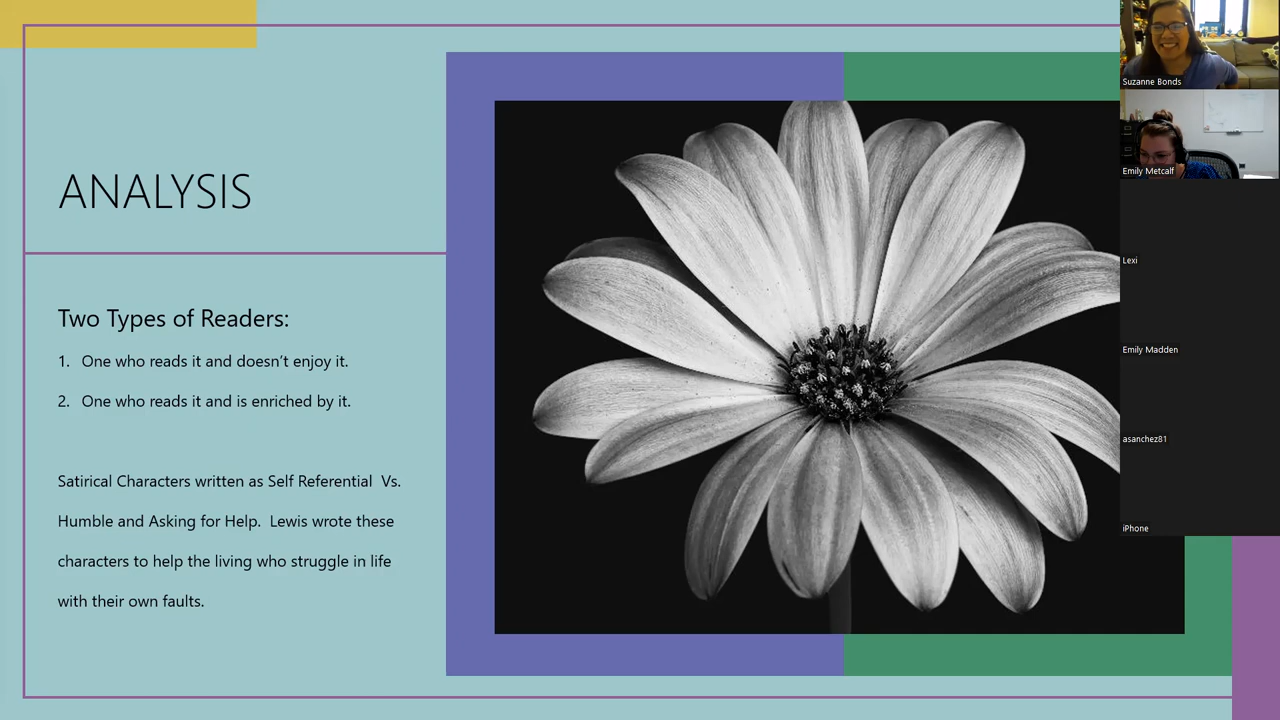 ANALYSIS
Two Types of Readers:
1. One who reads it and doesn’t enjoy it.
2. One who reads it and is enriched by it.
Satirical Characters written as Self Referential  Vs.
Humble and Asking for Help.  Lewis wrote these
characters to help the living who struggle in life
with their own faults.
Suzanne Bonds
Emily Metcalf
Lexi
Emily Madden
asanchez81
iPhone